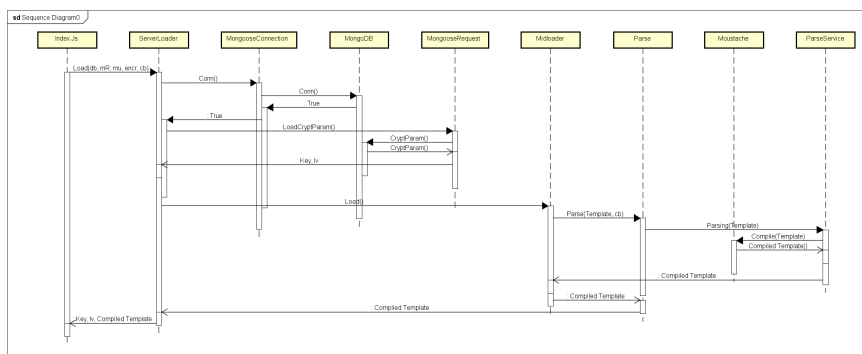 sd Sequence Diagram0
Index.Js
ServerLoader
MongooseConnection
MongoDB
MongooseRequest
Midloader
Parse
Moustache
ParseService
Load(db, mR, mu, encr, cb)
Conn()
Conn()
: True
: True
LoadCryptParam()
CryptParam()
CryptParam()
: Key, Iv
Load()
Parse(Template, cb)
Parsing(Template)
Compile(Template)
Compiled Template()
: Compiled Template
: Compiled Template
: Compiled Template
: Key, Iv, Compiled Template